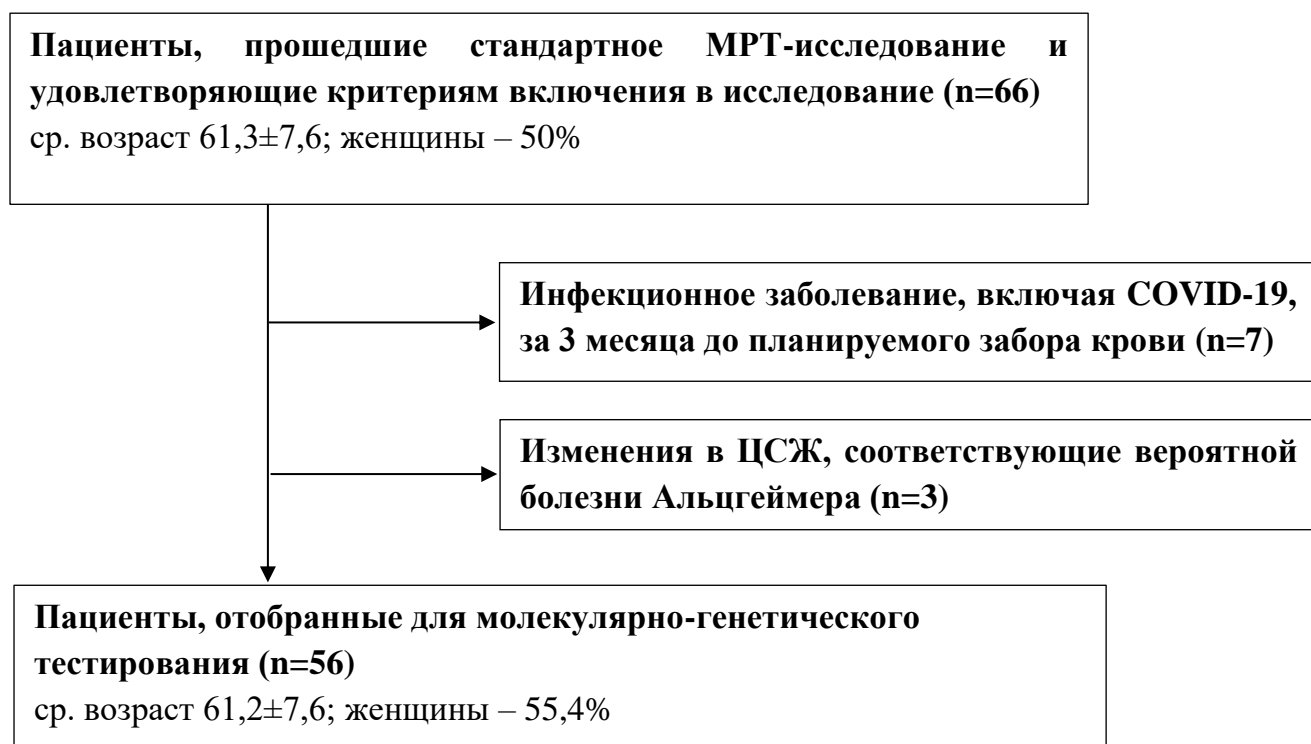 Пациенты, прошедшие стандартное МРТ-исследование и
удовлетворяющие критериям включения в исследование (n=66)
ср. возраст 61,3±7,6; женщины – 50%
Инфекционное заболевание, включая COVID-19,
за 3 месяца до планируемого забора крови (n=7)
Изменения в ЦСЖ, соответствующие вероятной
болезни Альцгеймера (n=3)
Пациенты, отобранные для молекулярно-генетического
тестирования (n=56)
ср. возраст 61,2±7,6; женщины – 55,4%